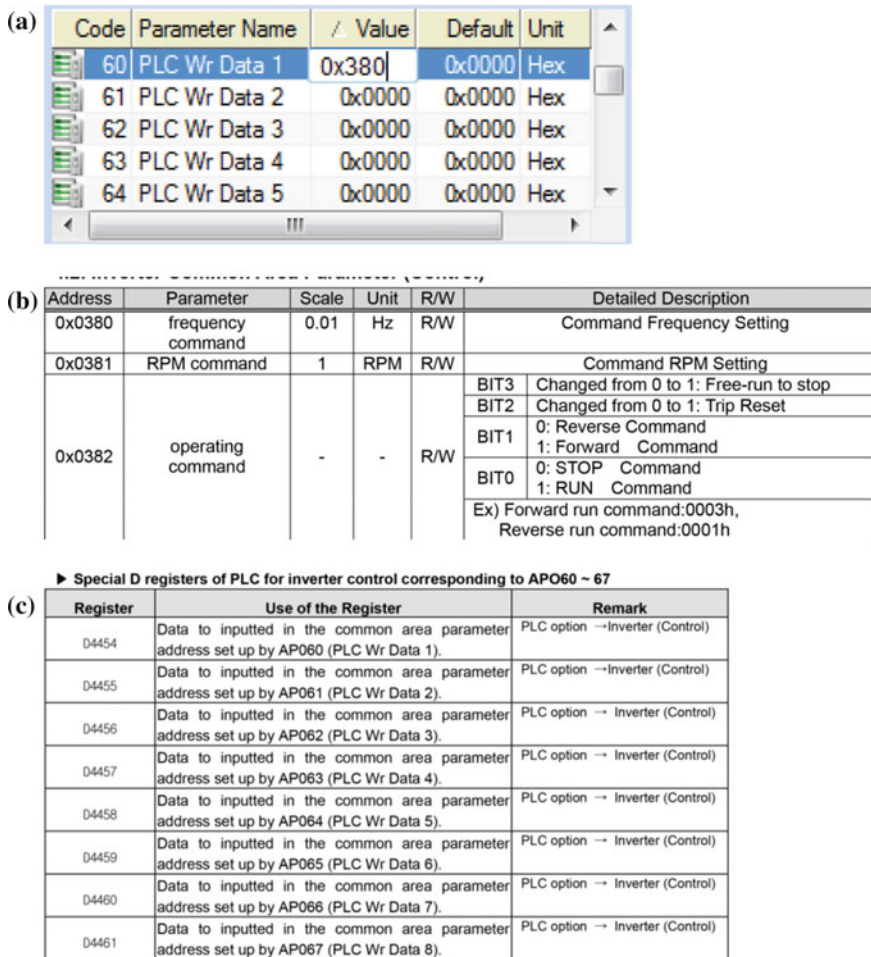 (a)
Code Parameter Name △ Value Default Unit
60 PLC Wr Data 1 0x380 0x0000 Hex
61 PLC Wr Data 2 0x0000 0x0000 Hex
62 PLC Wr Data 3 0x0000 0x0000 Hex
63 PLC Wr Data 4 0x0000 0x0000 Hex
64 PLC Wr Data 5 0x0000 0x0000 Hex
(b)
Address Parameter Scale Unit R/W Detailed Description
0x0380 frequency command 0.01 Hz R/W Command Frequency Setting
0x0381 RPM command 1 RPM R/W Command RPM Setting
0x0382 operating command - - R/W
BIT3 Changed from 0 to 1: Free-run to stop
BIT2 Changed from 0 to 1: Trip Reset
BIT1 0: Reverse Command
1: Forward Command
BIT0 0: STOP Command
1: RUN Command
Ex) Forward run command:0003h,
Reverse run command:0001h
▶ Special D registers of PLC for inverter control corresponding to APO60 ~ 67
(c)
Register Use of the Register Remark
D4454 Data to inputted in the common area parameter PLC option →Inverter (Control)
address set up by AP060 (PLC Wr Data 1).
D4455 Data to inputted in the common area parameter PLC option →Inverter (Control)
address set up by AP061 (PLC Wr Data 2).
D4456 Data to inputted in the common area parameter PLC option → Inverter (Control)
address set up by AP062 (PLC Wr Data 3).
D4457 Data to inputted in the common area parameter PLC option → Inverter (Control)
address set up by AP063 (PLC Wr Data 4).
D4458 Data to inputted in the common area parameter PLC option → Inverter (Control)
address set up by AP064 (PLC Wr Data 5).
D4459 Data to inputted in the common area parameter PLC option → Inverter (Control)
address set up by AP065 (PLC Wr Data 6).
D4460 Data to inputted in the common area parameter PLC option → Inverter (Control)
address set up by AP066 (PLC Wr Data 7).
D4461 Data to inputted in the common area parameter PLC option → Inverter (Control)
address set up by AP067 (PLC Wr Data 8).